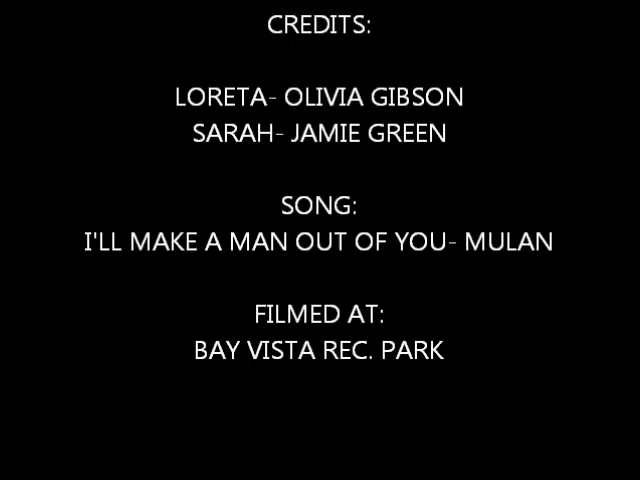 CREDITS:
LORETA- OLIVIA GIBSON
SARAH- JAMIE GREEN
SONG:
I'LL MAKE A MAN OUT OF YOU- MULAN
FILMED AT:
BAY VISTA REC. PARK